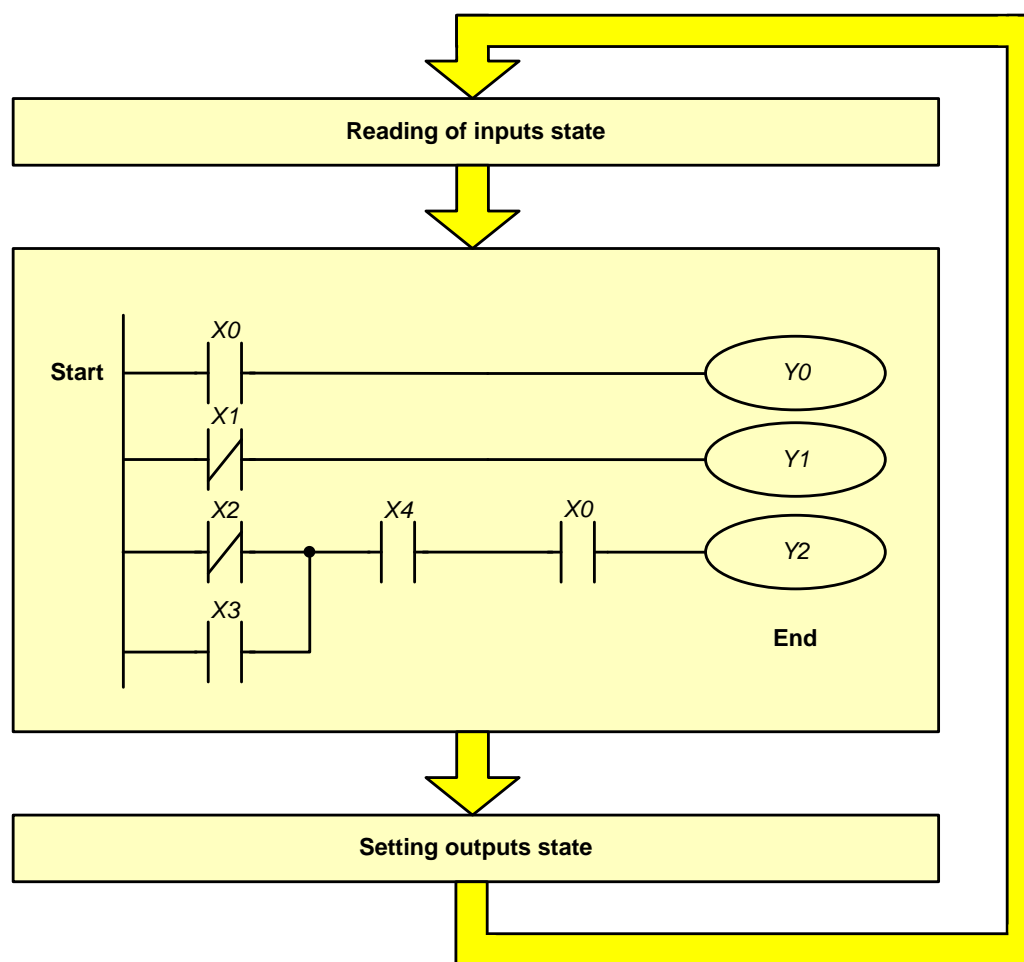 Reading of inputs state
X0
Start
Y0
X1
Y1
X2
X4
X0
Y2
X3
End
Setting outputs state